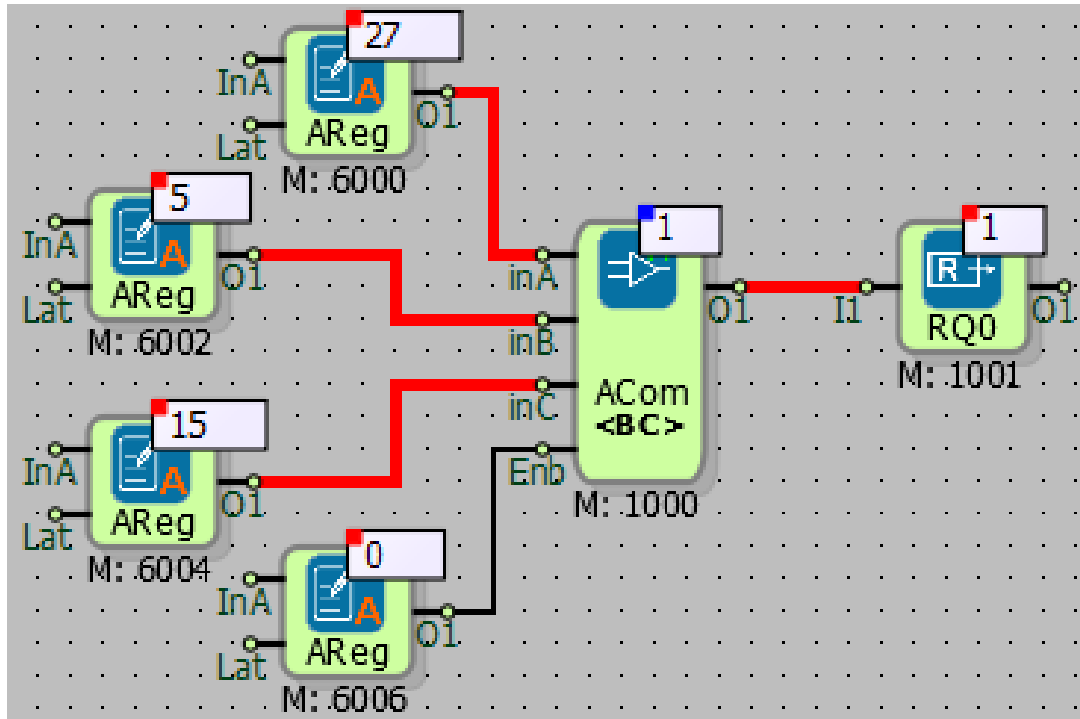 27
InA
A
O1
Lat
AReg
M: 6000
5
InA
A
O1
Lat
AReg
M: 6002
1
inA
inB
inC
Enb
O1
ACom
<BC>
M: 1000
1
I1
R
O1
RQ0
M: 1001
15
InA
A
O1
Lat
AReg
M: 6004
0
InA
A
O1
Lat
AReg
M: 6006